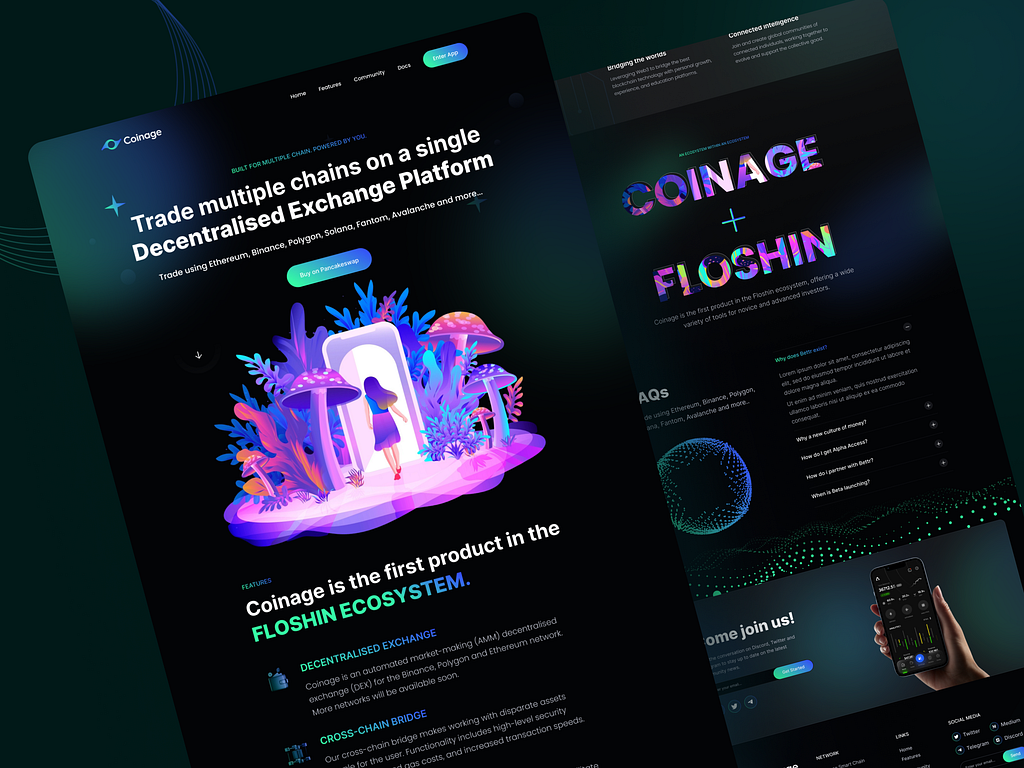 Coinage
Home
Features
Community
Docs
Enter App
BUILT FOR MULTIPLE CHAIN. POWERED BY YOU.
Trade multiple chains on a single
Decentralised Exchange Platform
Trade using Ethereum, Binance, Polygon, Solana, Fantom, Avalanche and more...
Buy on Pancakeswap
FEATURES
Coinage is the first product in the
FLOSHIN ECOSYSTEM.
DECENTRALISED EXCHANGE
Coinage is an automated market-making (AMM) decentralised
exchange (DEX) for the Binance, Polygon and Ethereum network.
More networks will be available soon.
CROSS-CHAIN BRIDGE
Our cross-chain bridge makes working with disparate assets
for the user. Functionality includes high-level security
gas costs, and increased transaction speeds.
Bridging the worlds
Leveraging Web3 to bridge the best
blockchain technology with personal growth,
experience, and education platforms
Connected intelligence
Join and create global communities of
connected individuals, working together to
evolve and support the collective good.
AN ECOSYSTEM WITHIN AN ECOSYSTEM
COINAGE
+
FLOSHIN
Coinage is the first product in the Floshin ecosystem, offering a wide
variety of tools for novice and advanced investors.
AQs
using Ethereum, Binance, Polygon,
Fantom, Avalanche and more...
Why does Bettr exist?
Lorem ipsum dolor sit amet, consectetur adipiscing
elit, sed do eiusmod tempor incididunt ut labore et
dolore magna aliqua.
Ut enim ad minim veniam, quis nostrud exercitation
ullamco laboris nisi ut aliquip ex ea commodo
consequat.
Why a new culture of money?
How do I get Alpha Access?
How do I partner with Bettr?
When is Beta launching?
ome join us!
conversation on Discord, Twitter and
to stay up to date on the latest
Get Started
NETWORK
Smart Chain
LINKS
Home
Features
SOCIAL MEDIA
Twitter
Medium
Telegram
Discord
Send